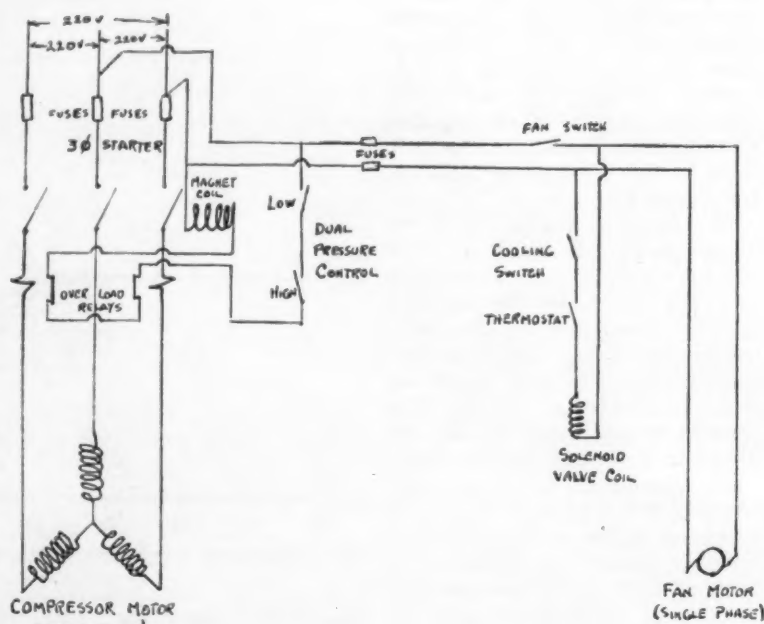 220V
220V 220V
FUSES FUSES
3Ø STARTER
FAN SWITCH
FUSES
MAGNET
COIL
LOW
DUAL
PRESSURE
CONTROL
HIGH
COOLING
SWITCH
THERMOSTAT
OVER LOAD
RELAYS
SOLENOID
VALVE COIL
COMPRESSOR MOTOR
FAN MOTOR
(SINGLE PHASE)